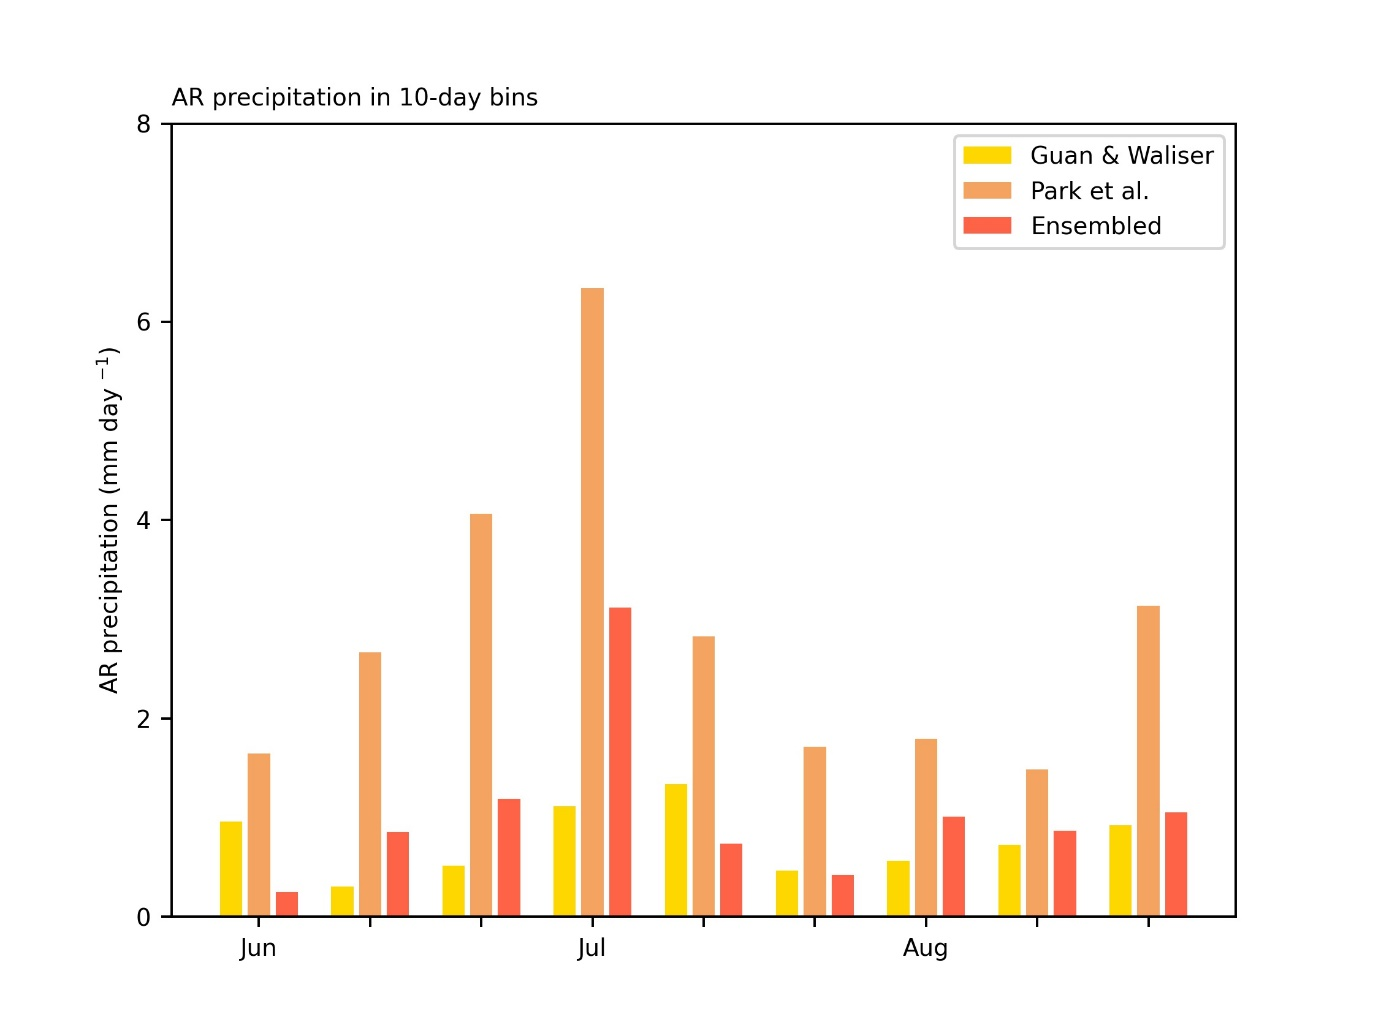 AR precipitation in 10-day bins
8
6
4
2
0
AR precipitation (mm day ⁻¹)
Guan & Waliser
Park et al.
Ensembled
Jun Jul Aug